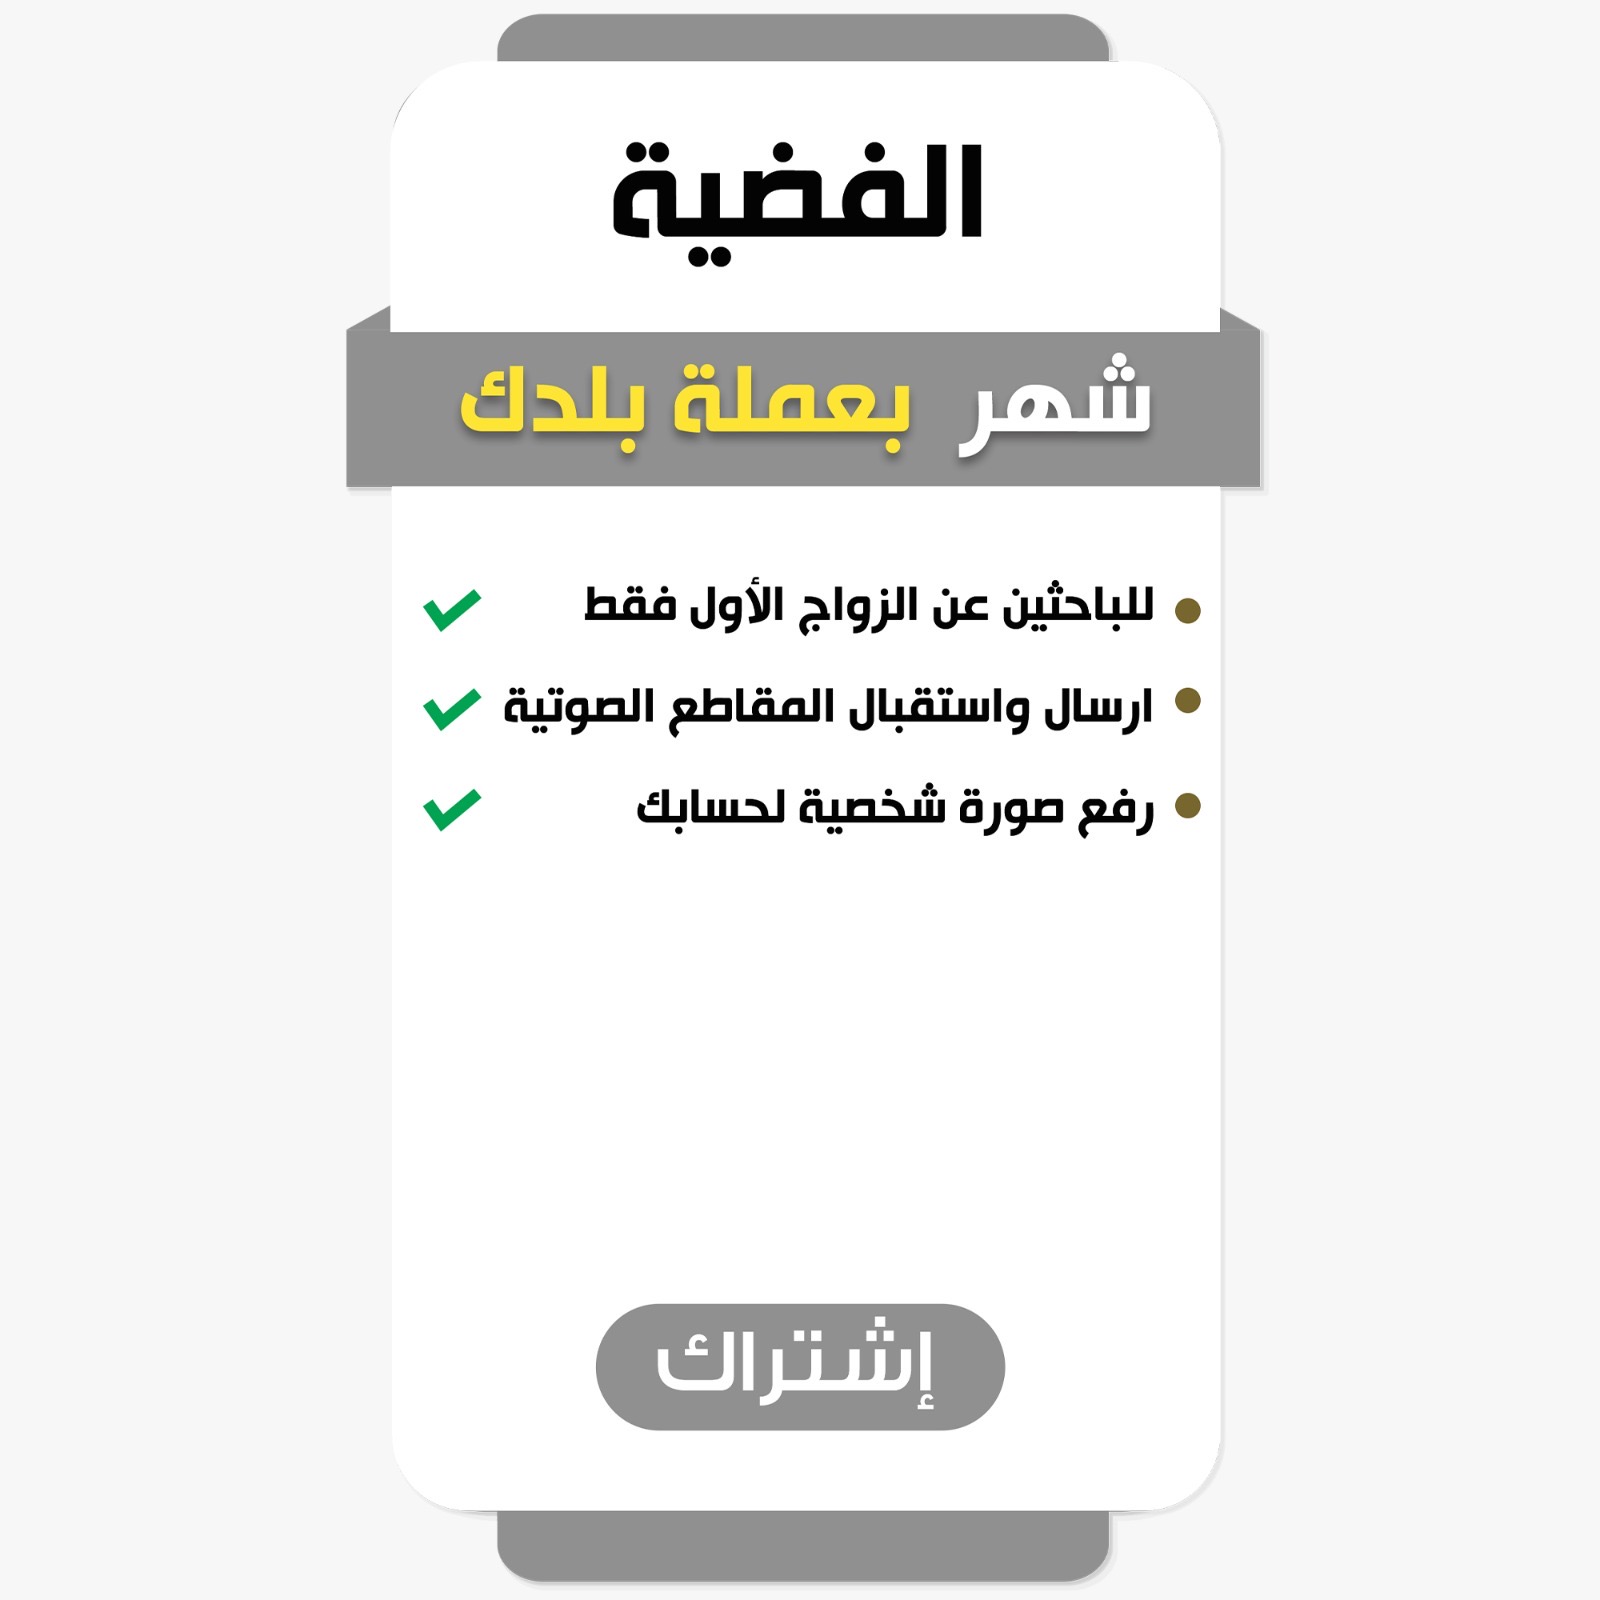 الفضية
شهر بعملة بلدك
للباحثين عن الزواج الأول فقط
ارسال واستقبال المقاطع الصوتية
رفع صورة شخصية لحسابك
إشتراك